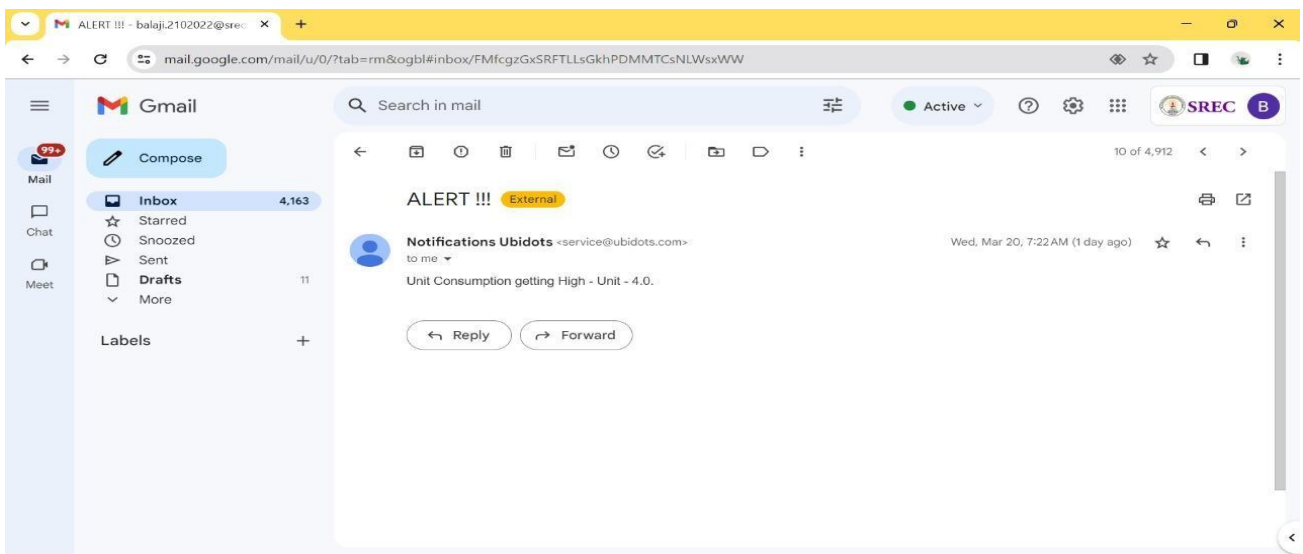 ALERT !!! - balaji.2102022@srec
mail.google.com/mail/u/0/?tab=rm&ogbl#inbox/FMfcgzGxSRFTLLsGkhPDMMTCsNLWsxWW
Gmail
Search in mail
Active
SREC
B
99+
Mail
Compose
10 of 4,912
Inbox 4,163
ALERT !!! External
Chat
Starred
Snoozed
Notifications Ubidots <service@ubidots.com>
Wed, Mar 20, 7:22 AM (1 day ago)
Sent
to me
Meet
Drafts 11
Unit Consumption getting High - Unit - 4.0.
More
Reply
Forward
Labels